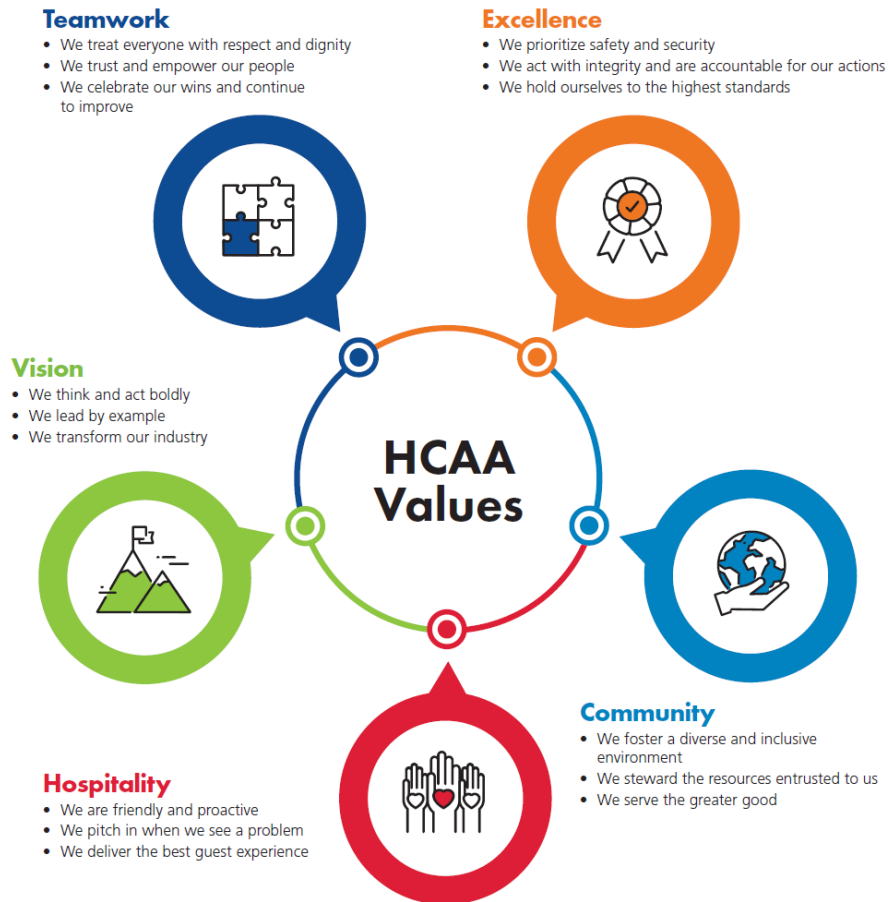 Teamwork
• We treat everyone with respect and dignity
• We trust and empower our people
• We celebrate our wins and continue
to improve
Excellence
• We prioritize safety and security
• We act with integrity and are accountable for our actions
• We hold ourselves to the highest standards
Vision
• We think and act boldly
• We lead by example
• We transform our industry
HCAA
Values
Community
• We foster a diverse and inclusive
environment
• We steward the resources entrusted to us
• We serve the greater good
Hospitality
• We are friendly and proactive
• We pitch in when we see a problem
• We deliver the best guest experience